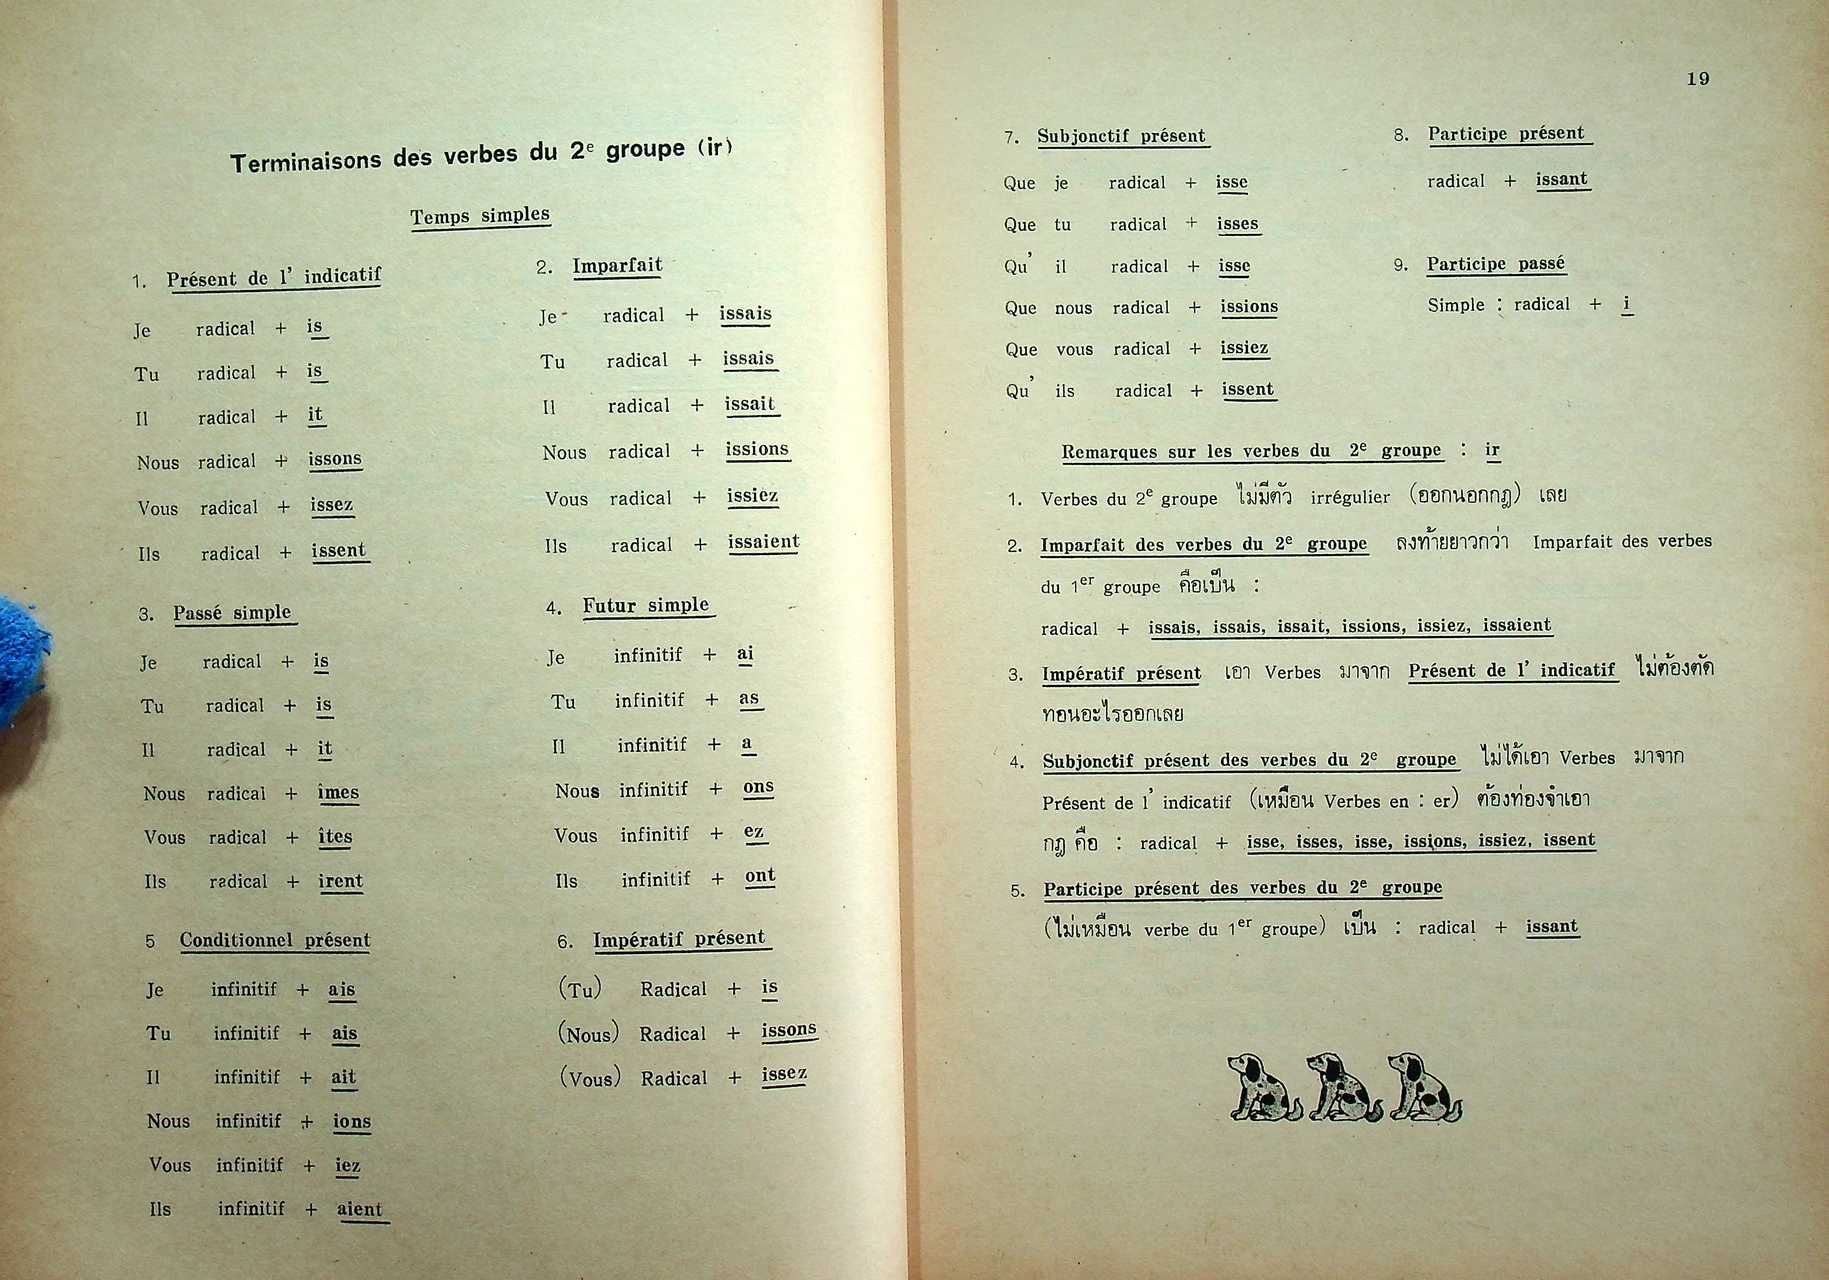 Terminaisons des verbes du 2e groupe (ir)
Temps simples
1. Présent de l' indicatif
Je radical + is
Tu radical + is
Il radical + it
Nous radical + issons
Vous radical + issez
Ils radical + issent
2. Imparfait
Je radical + issais
Tu radical + issais
Il radical + issait
Nous radical + issions
Vous radical + issiez
Ils radical + issaient
3. Passé simple
Je radical + is
Tu radical + is
Il radical + it
Nous radical + îmes
Vous radical + îtes
Ils radical + irent
4. Futur simple
Je infinitif + ai
Tu infinitif + as
Il infinitif + a
Nous infinitif + ons
Vous infinitif + ez
Ils infinitif + ont
5 Conditionnel présent
Je infinitif + ais
Tu infinitif + ais
Il infinitif + ait
Nous infinitif + ions
Vous infinitif + iez
Ils infinitif + aient
6. Impératif présent
(Tu) Radical + is
(Nous) Radical + issons
(Vous) Radical + issez
19
7. Subjonctif présent
Que je radical + isse
Que tu radical + isses
Qu' il radical + isse
Que nous radical + issions
Que vous radical + issiez
Qu' ils radical + issent
8. Participe présent
radical + issant
9. Participe passé
Simple : radical + i
Remarques sur les verbes du 2e groupe : ir
1. Verbes du 2e groupe ไม่มีตัว irrégulier (ออกนอกกฎ) เลย
2. Imparfait des verbes du 2e groupe ลงท้ายยาวกว่า Imparfait des verbes
du 1er groupe คือเป็น :
radical + issais, issais, issait, issions, issiez, issaient
3. Impératif présent เอา Verbes มาจาก Présent de l' indicatif ไม่ต้องตัด
ทอนอะไรออกเลย
4. Subjonctif présent des verbes du 2e groupe ไม่ได้เอา Verbes มาจาก
Présent de l' indicatif (เหมือน Verbes en : er) ต้องท่องจำเอา
กฎ คือ : radical + isse, isses, isse, issions, issiez, issent
5. Participe présent des verbes du 2e groupe
(ไม่เหมือน verbe du 1er groupe) เป็น : radical + issant